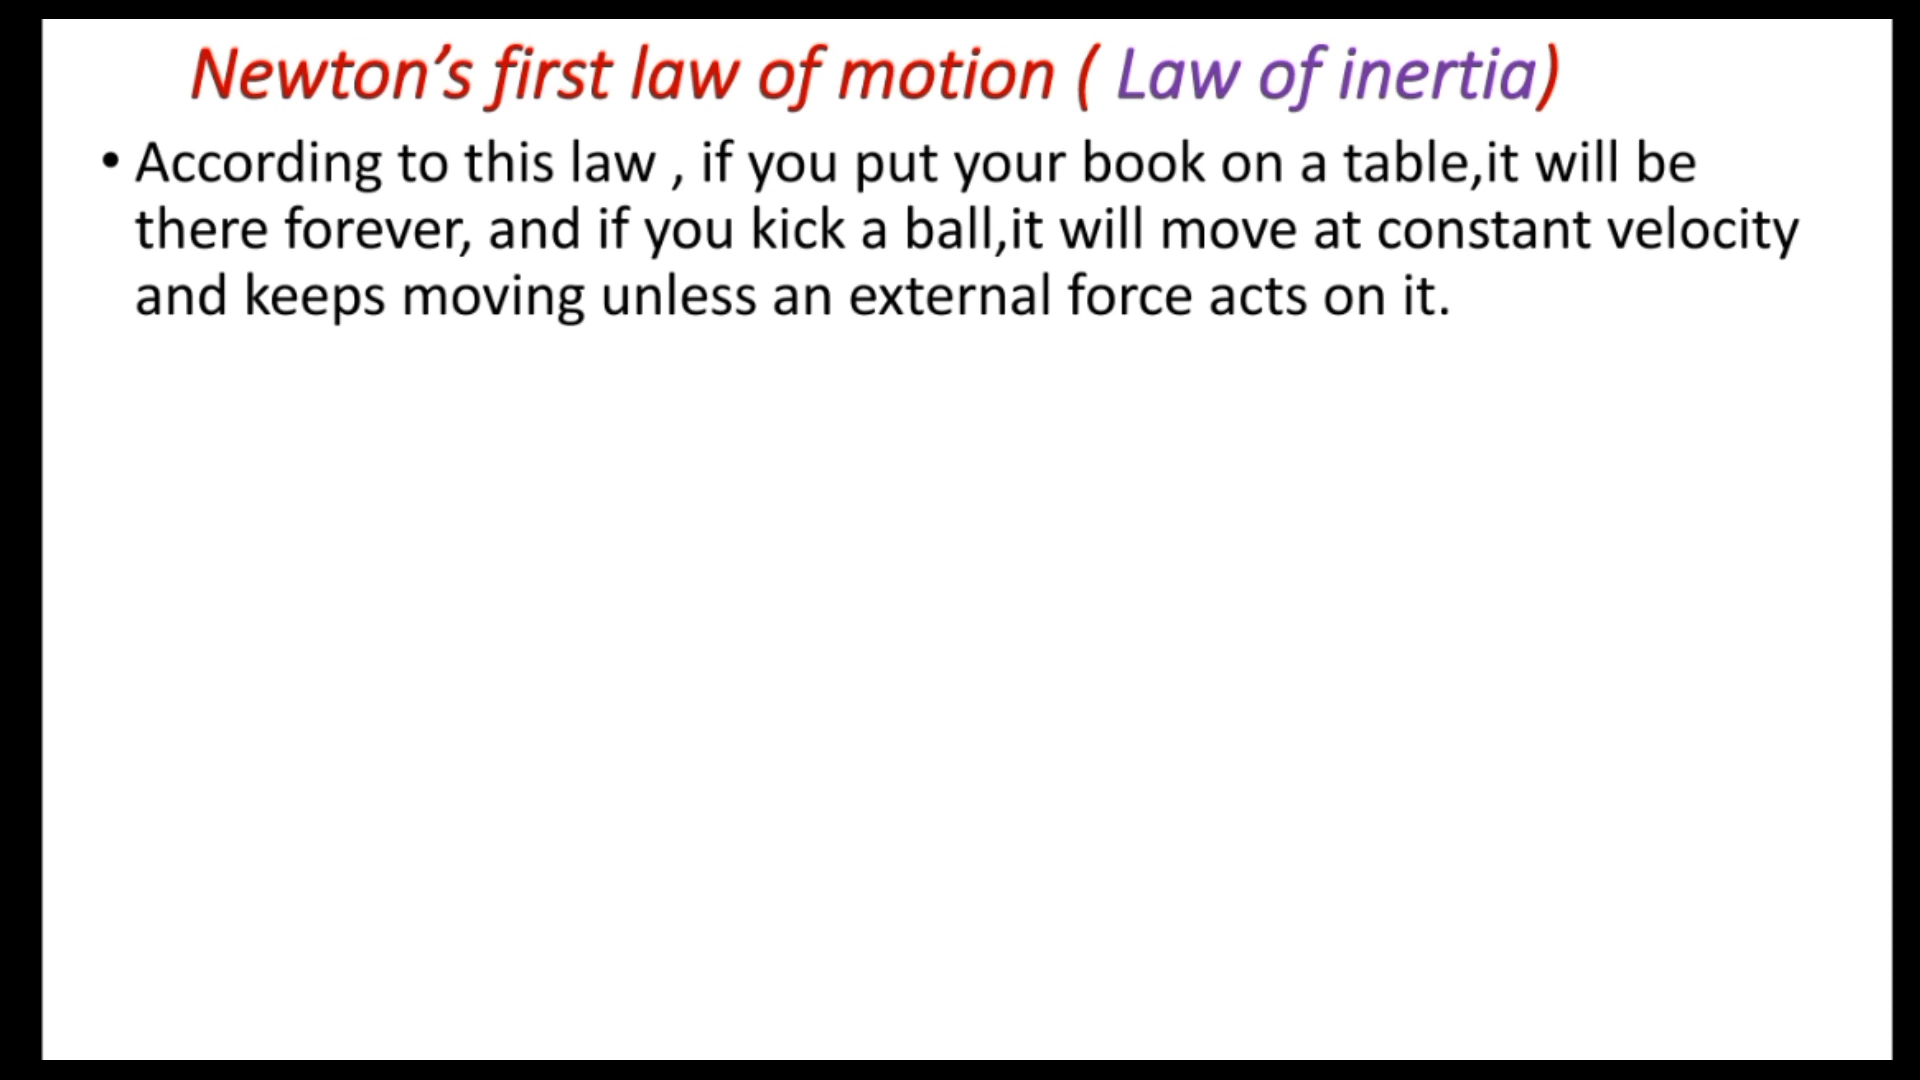 Newton’s first law of motion ( Law of inertia)
• According to this law , if you put your book on a table,it will be
there forever, and if you kick a ball,it will move at constant velocity
and keeps moving unless an external force acts on it.